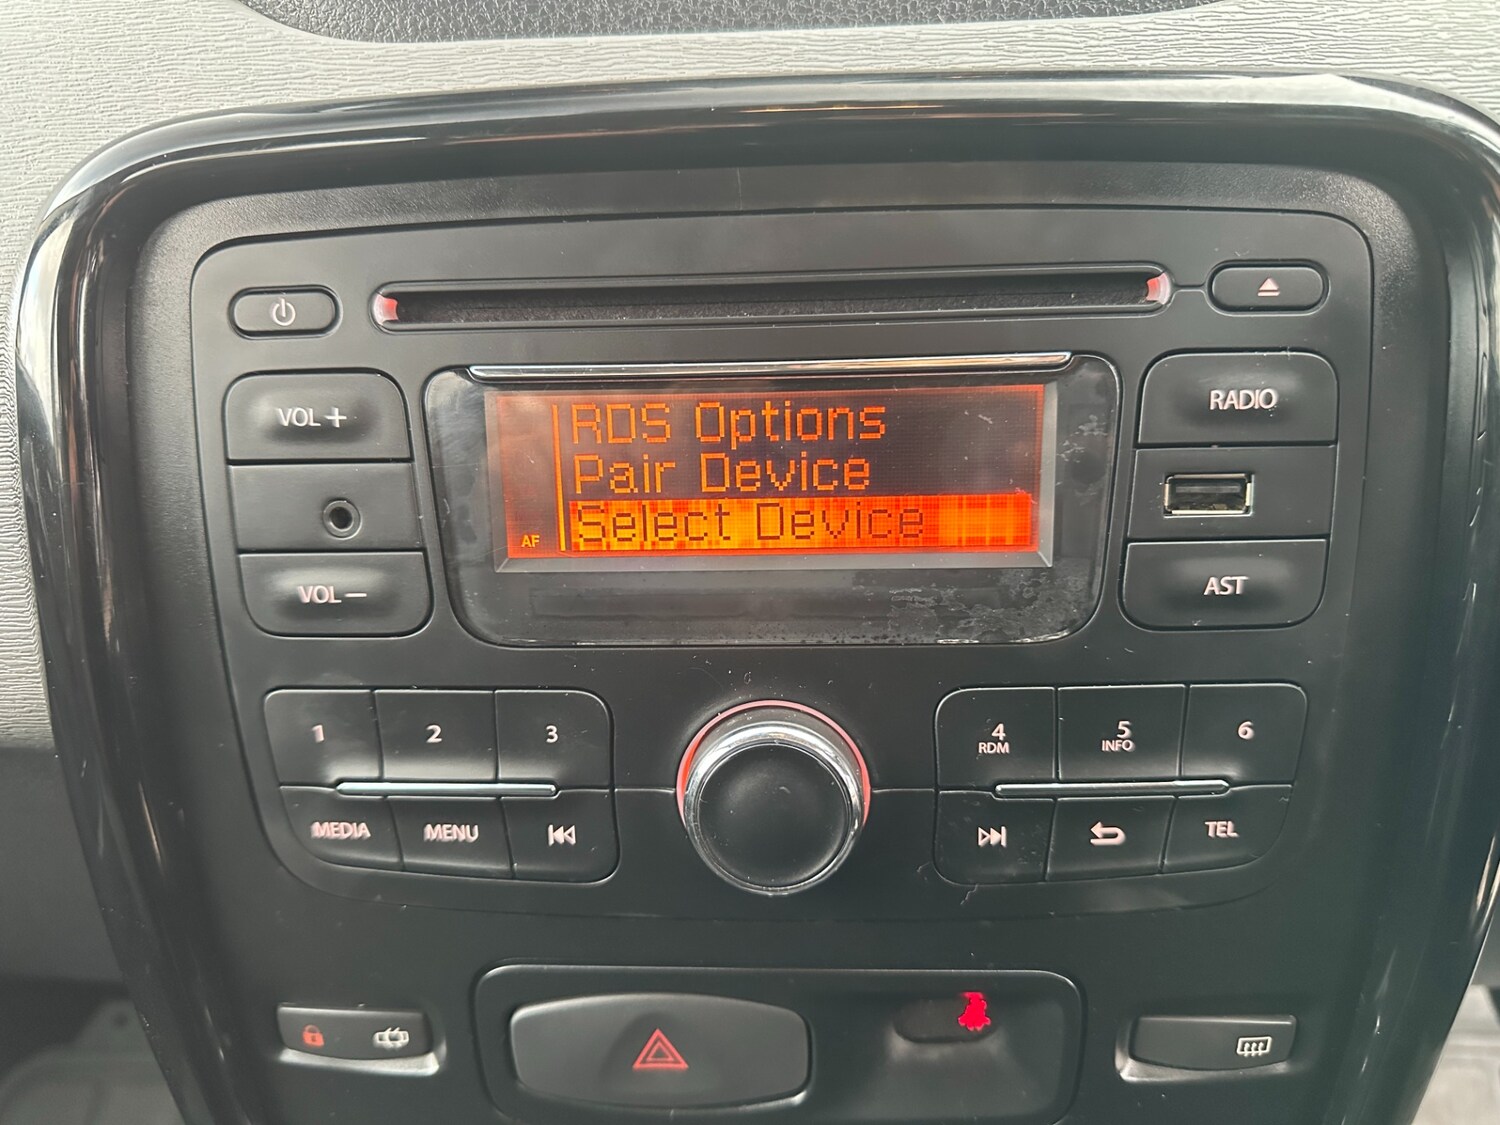 VOL +
VOL –
RDS Options
Pair Device
Select Device
AF
RADIO
AST
1
2
3
MEDIA
MENU
4
RDM
5
INFO
6
TEL